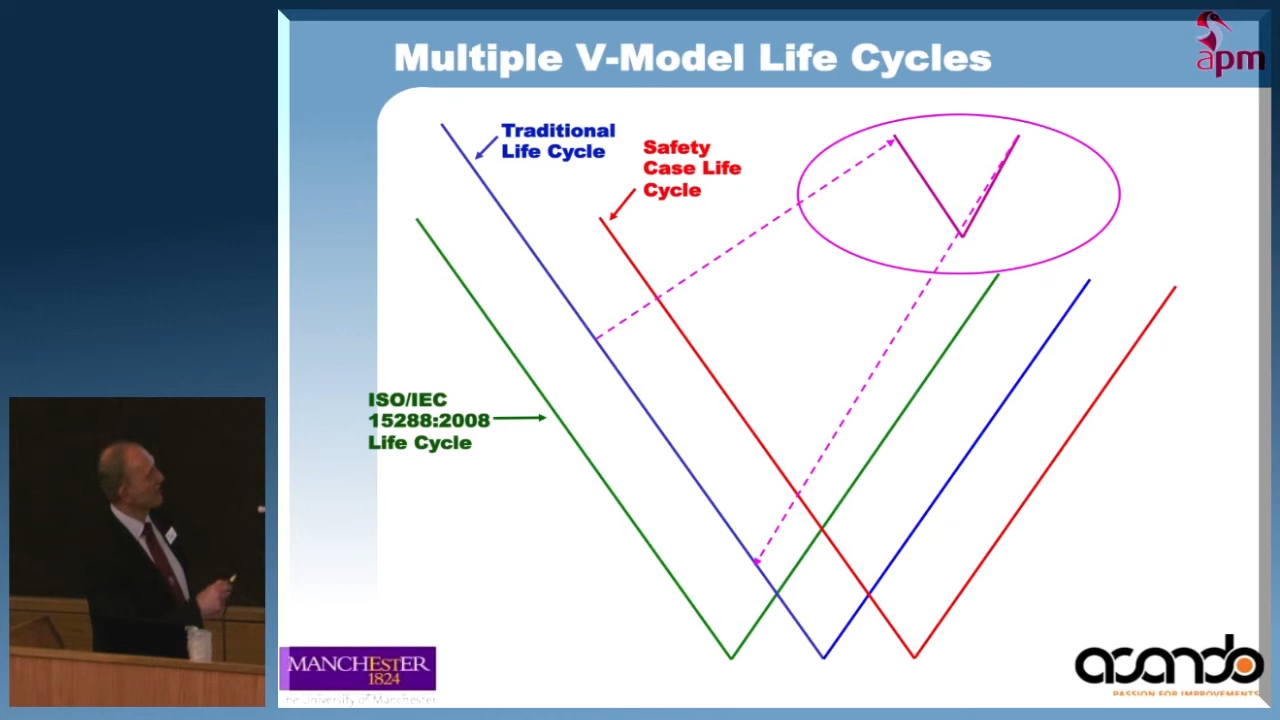 Multiple V-Model Life Cycles
apm
Traditional
Life Cycle
Safety
Case Life
Cycle
ISO/IEC
15288:2008
Life Cycle
MANCHESTER
1824
The University of Manchester
asando
PASSION FOR IMPROVEMENTS